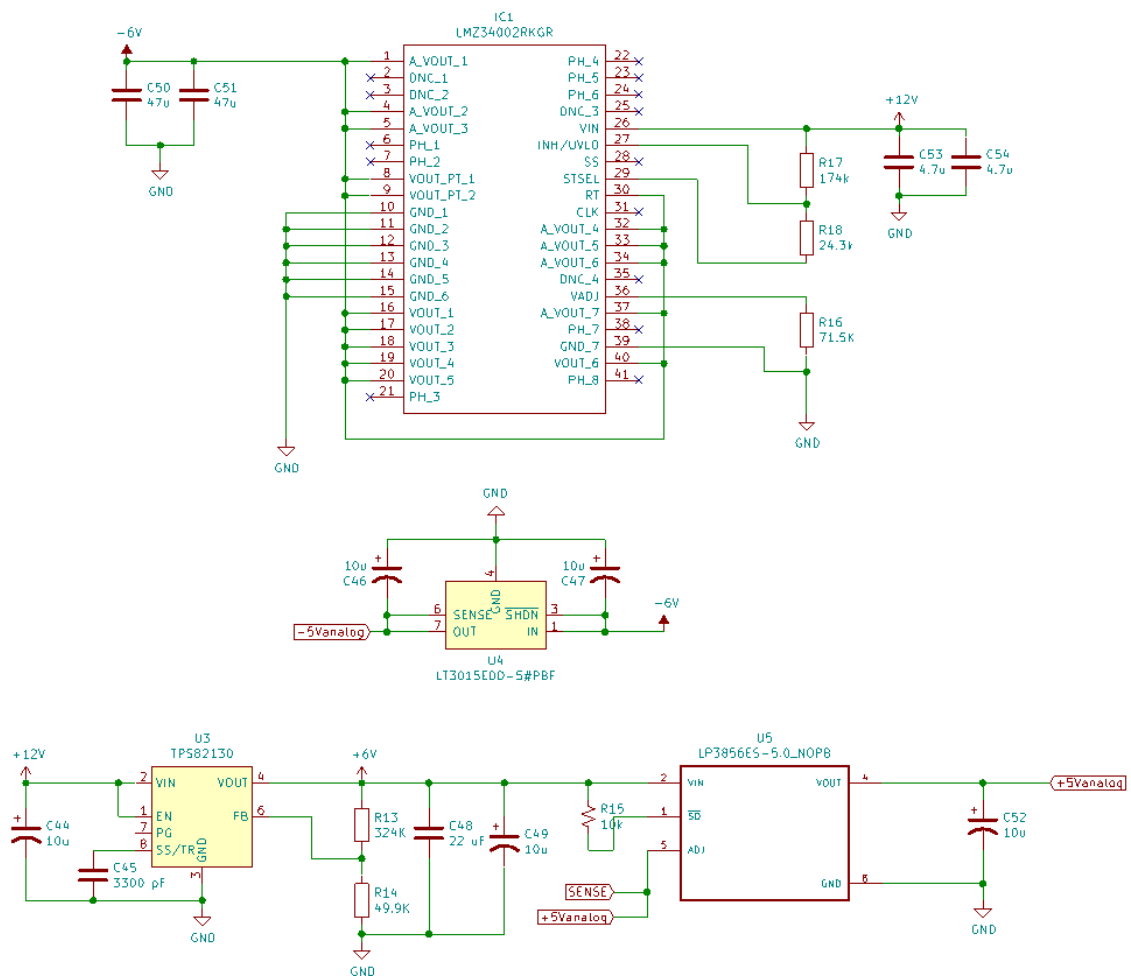 IC1
LMZ34002RKGR
-6V
C50
47u
C51
47u
GND
1 A_VOUT_1
2 DNC_1
3 DNC_2
4 A_VOUT_2
5 A_VOUT_3
6 PH_1
7 PH_2
8 VOUT_PT_1
9 VOUT_PT_2
10 GND_1
11 GND_2
12 GND_3
13 GND_4
14 GND_5
15 GND_6
16 VOUT_1
17 VOUT_2
18 VOUT_3
19 VOUT_4
20 VOUT_5
21 PH_3
GND
PH_4 22
PH_5 23
PH_6 24
DNC_3 25
VIN 26
INH/UVLO 27
SS 28
STSEL 29
RT 30
CLK 31
A_VOUT_4 32
A_VOUT_5 33
A_VOUT_6 34
DNC_4 35
VADJ 36
A_VOUT_7 37
PH_7 38
GND_7 39
VOUT_6 40
PH_8 41
+12V
R17
174k
C53
4.7u
C54
4.7u
GND
R18
24.3k
R16
71.5K
GND
GND
10u
C46
10u
C47
4
GND
6 SENSE
7 OUT
SHDN 3
IN 1
-5Vanalog
-6V
U4
LT3015EDD-5#PBF
U3
TPS82130
+12V
2 VIN
1 EN
7 PG
8 SS/TR
VOUT 4
FB 6
GND
3
C44
10u
C45
3300 pF
GND
+6V
R13
324K
R14
49.9K
GND
C48
22 uF
C49
10u
R15
10k
SENSE
+5Vanalog
U5
LP3856ES-5.0_NOPB
2 VIN
1 SD
5 ADJ
VOUT 4
GND 6
+5Vanalog
C52
10u
GND